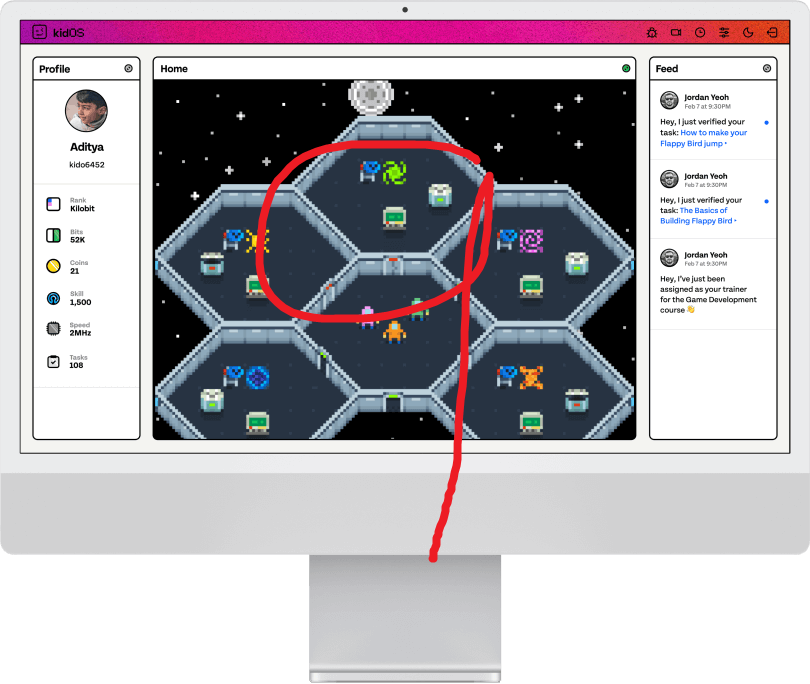 kidOS
Profile
Aditya
kido6452
Rank
Kilobit
Bits
52K
Coins
21
Skill
1,500
Speed
2MHz
Tasks
108
Home
Feed
Jordan Yeoh
Feb 7 at 9:30PM
Hey, I just verified your
task: How to make your
Flappy Bird jump
Jordan Yeoh
Feb 7 at 9:30PM
Hey, I just verified your
task: The Basics of
Building Flappy Bird
Jordan Yeoh
Feb 7 at 9:30PM
Hey, I've just been
assigned as your trainer
for the Game Development
course 👋